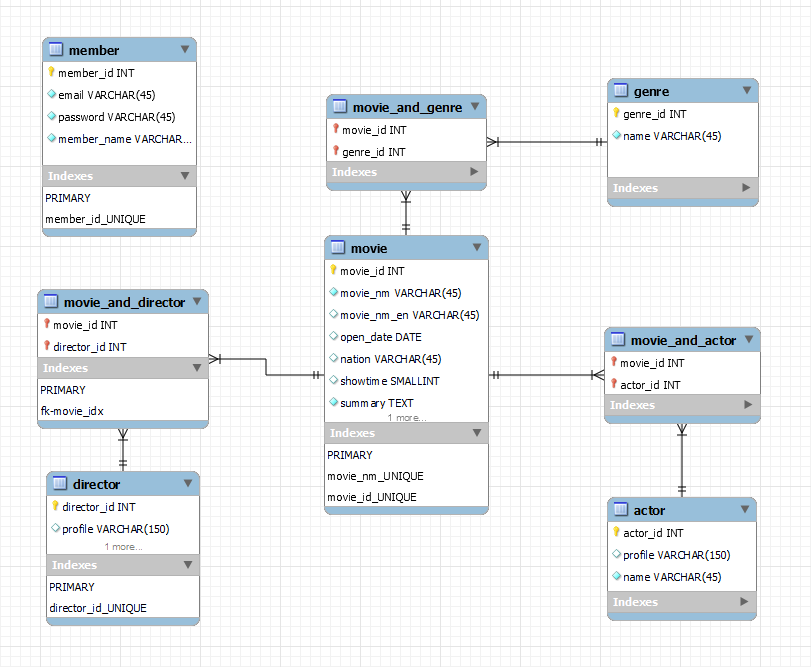 member
member_id INT
email VARCHAR(45)
password VARCHAR(45)
member_name VARCHAR...
Indexes
PRIMARY
member_id_UNIQUE
movie_and_genre
movie_id INT
genre_id INT
Indexes
genre
genre_id INT
name VARCHAR(45)
Indexes
movie
movie_id INT
movie_nm VARCHAR(45)
movie_nm_en VARCHAR(45)
open_date DATE
nation VARCHAR(45)
showtime SMALLINT
summary TEXT
1 more...
Indexes
PRIMARY
movie_nm_UNIQUE
movie_id_UNIQUE
movie_and_director
movie_id INT
director_id INT
Indexes
PRIMARY
fk-movie_idx
movie_and_actor
movie_id INT
actor_id INT
Indexes
director
director_id INT
profile VARCHAR(150)
1 more...
Indexes
PRIMARY
director_id_UNIQUE
actor
actor_id INT
profile VARCHAR(150)
name VARCHAR(45)
Indexes